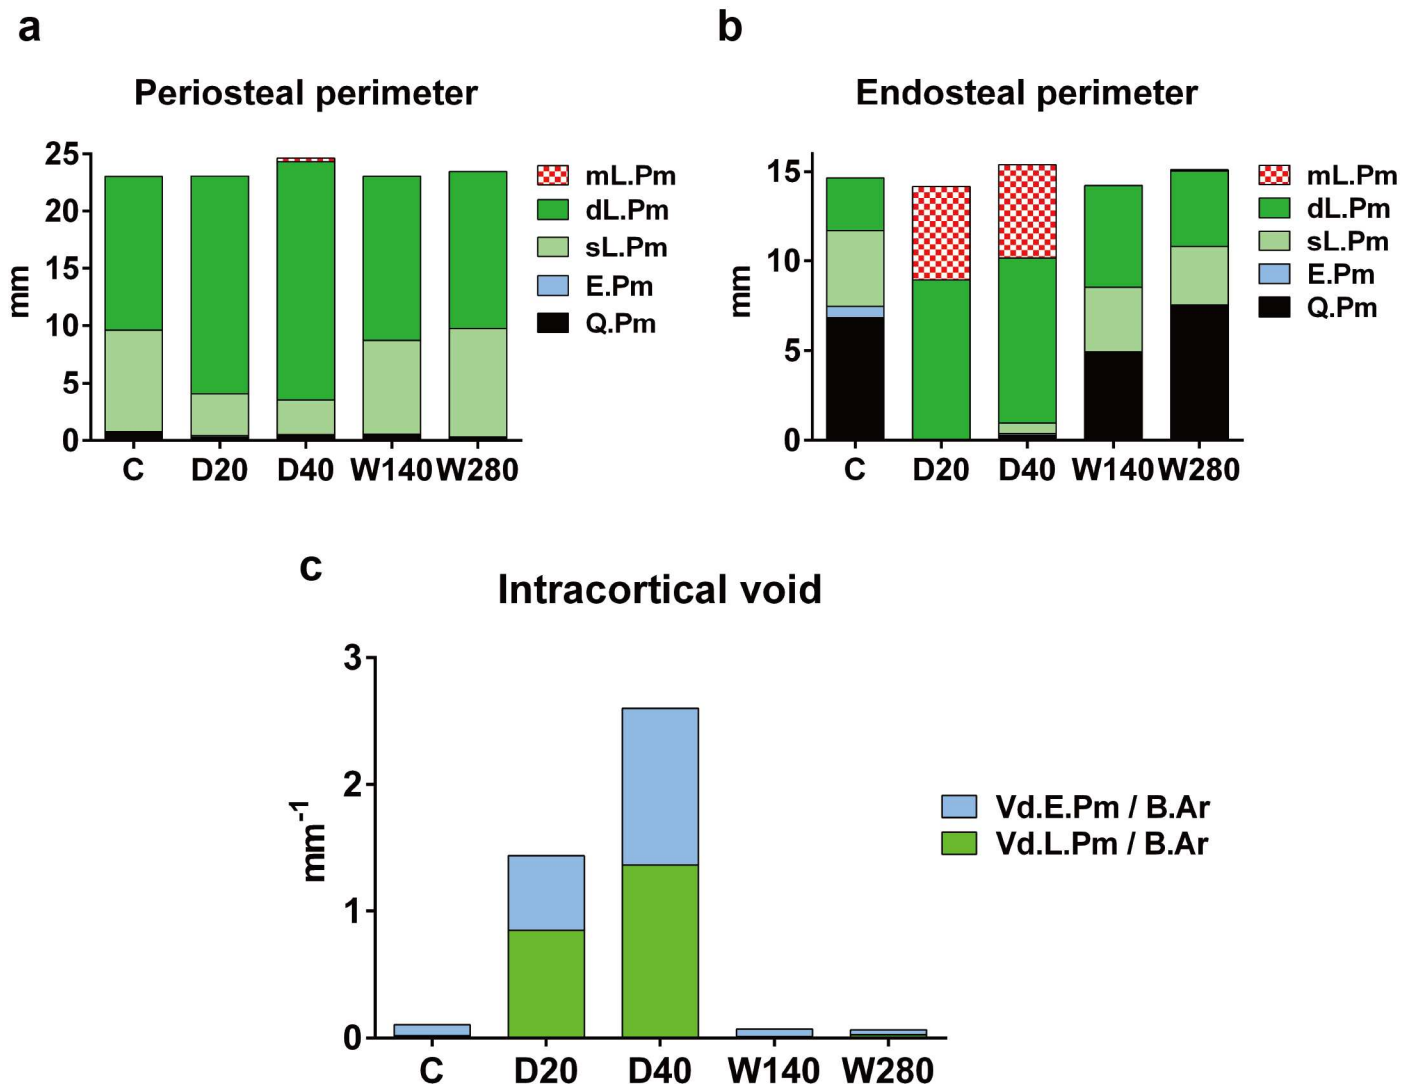 a
Periosteal perimeter
25
20
15
10
5
0
mm
C D20 D40 W140 W280
mL.Pm
dL.Pm
sL.Pm
E.Pm
Q.Pm
b
Endosteal perimeter
15
10
5
0
mm
C D20 D40 W140 W280
mL.Pm
dL.Pm
sL.Pm
E.Pm
Q.Pm
c
Intracortical void
3
2
1
0
mm⁻¹
C D20 D40 W140 W280
Vd.E.Pm / B.Ar
Vd.L.Pm / B.Ar